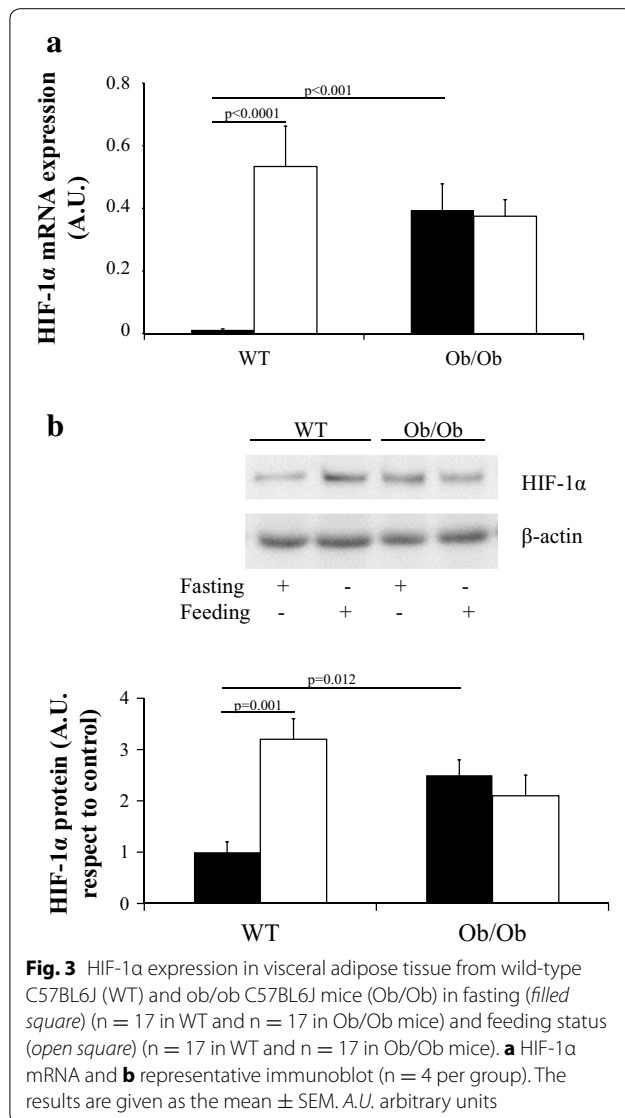 a
p<0.001
p<0.0001
HIF-1α mRNA expression
(A.U.)
0.8
0.6
0.4
0.2
0
WT Ob/Ob
b
WT Ob/Ob
HIF-1α
β-actin
Fasting + - + -
Feeding - + - +
p=0.012
p=0.001
HIF-1α protein (A.U.
respect to control)
4
3
2
1
0
WT Ob/Ob
Fig. 3 HIF-1α expression in visceral adipose tissue from wild-type
C57BL6J (WT) and ob/ob C57BL6J mice (Ob/Ob) in fasting (filled
square) (n = 17 in WT and n = 17 in Ob/Ob mice) and feeding status
(open square) (n = 17 in WT and n = 17 in Ob/Ob mice). a HIF-1α
mRNA and b representative immunoblot (n = 4 per group). The
results are given as the mean ± SEM. A.U. arbitrary units